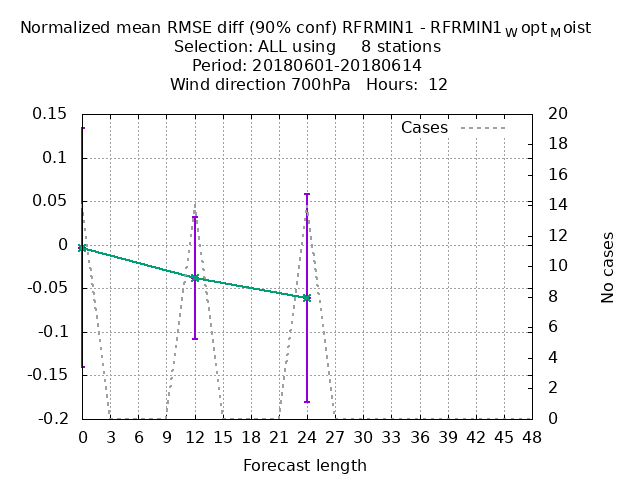 Normalized mean RMSE diff (90% conf) RFRMIN1 - RFRMIN1WoptMoist
Selection: ALL using 8 stations
Period: 20180601-20180614
Wind direction 700hPa Hours: 12
Cases
0.15
0.1
0.05
0
-0.05
-0.1
-0.15
-0.2
20
18
16
14
12
10
8
6
4
2
0
No cases
0 3 6 9 12 15 18 21 24 27 30 33 36 39 42 45 48
Forecast length